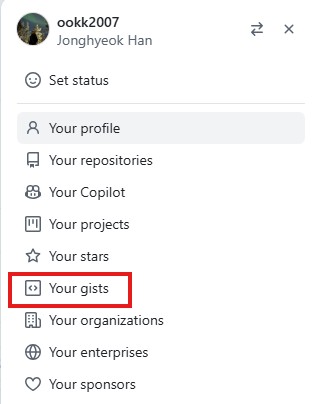 ookk2007
Jonghyeok Han
Set status
Your profile
Your repositories
Your Copilot
Your projects
Your stars
Your gists
Your organizations
Your enterprises
Your sponsors